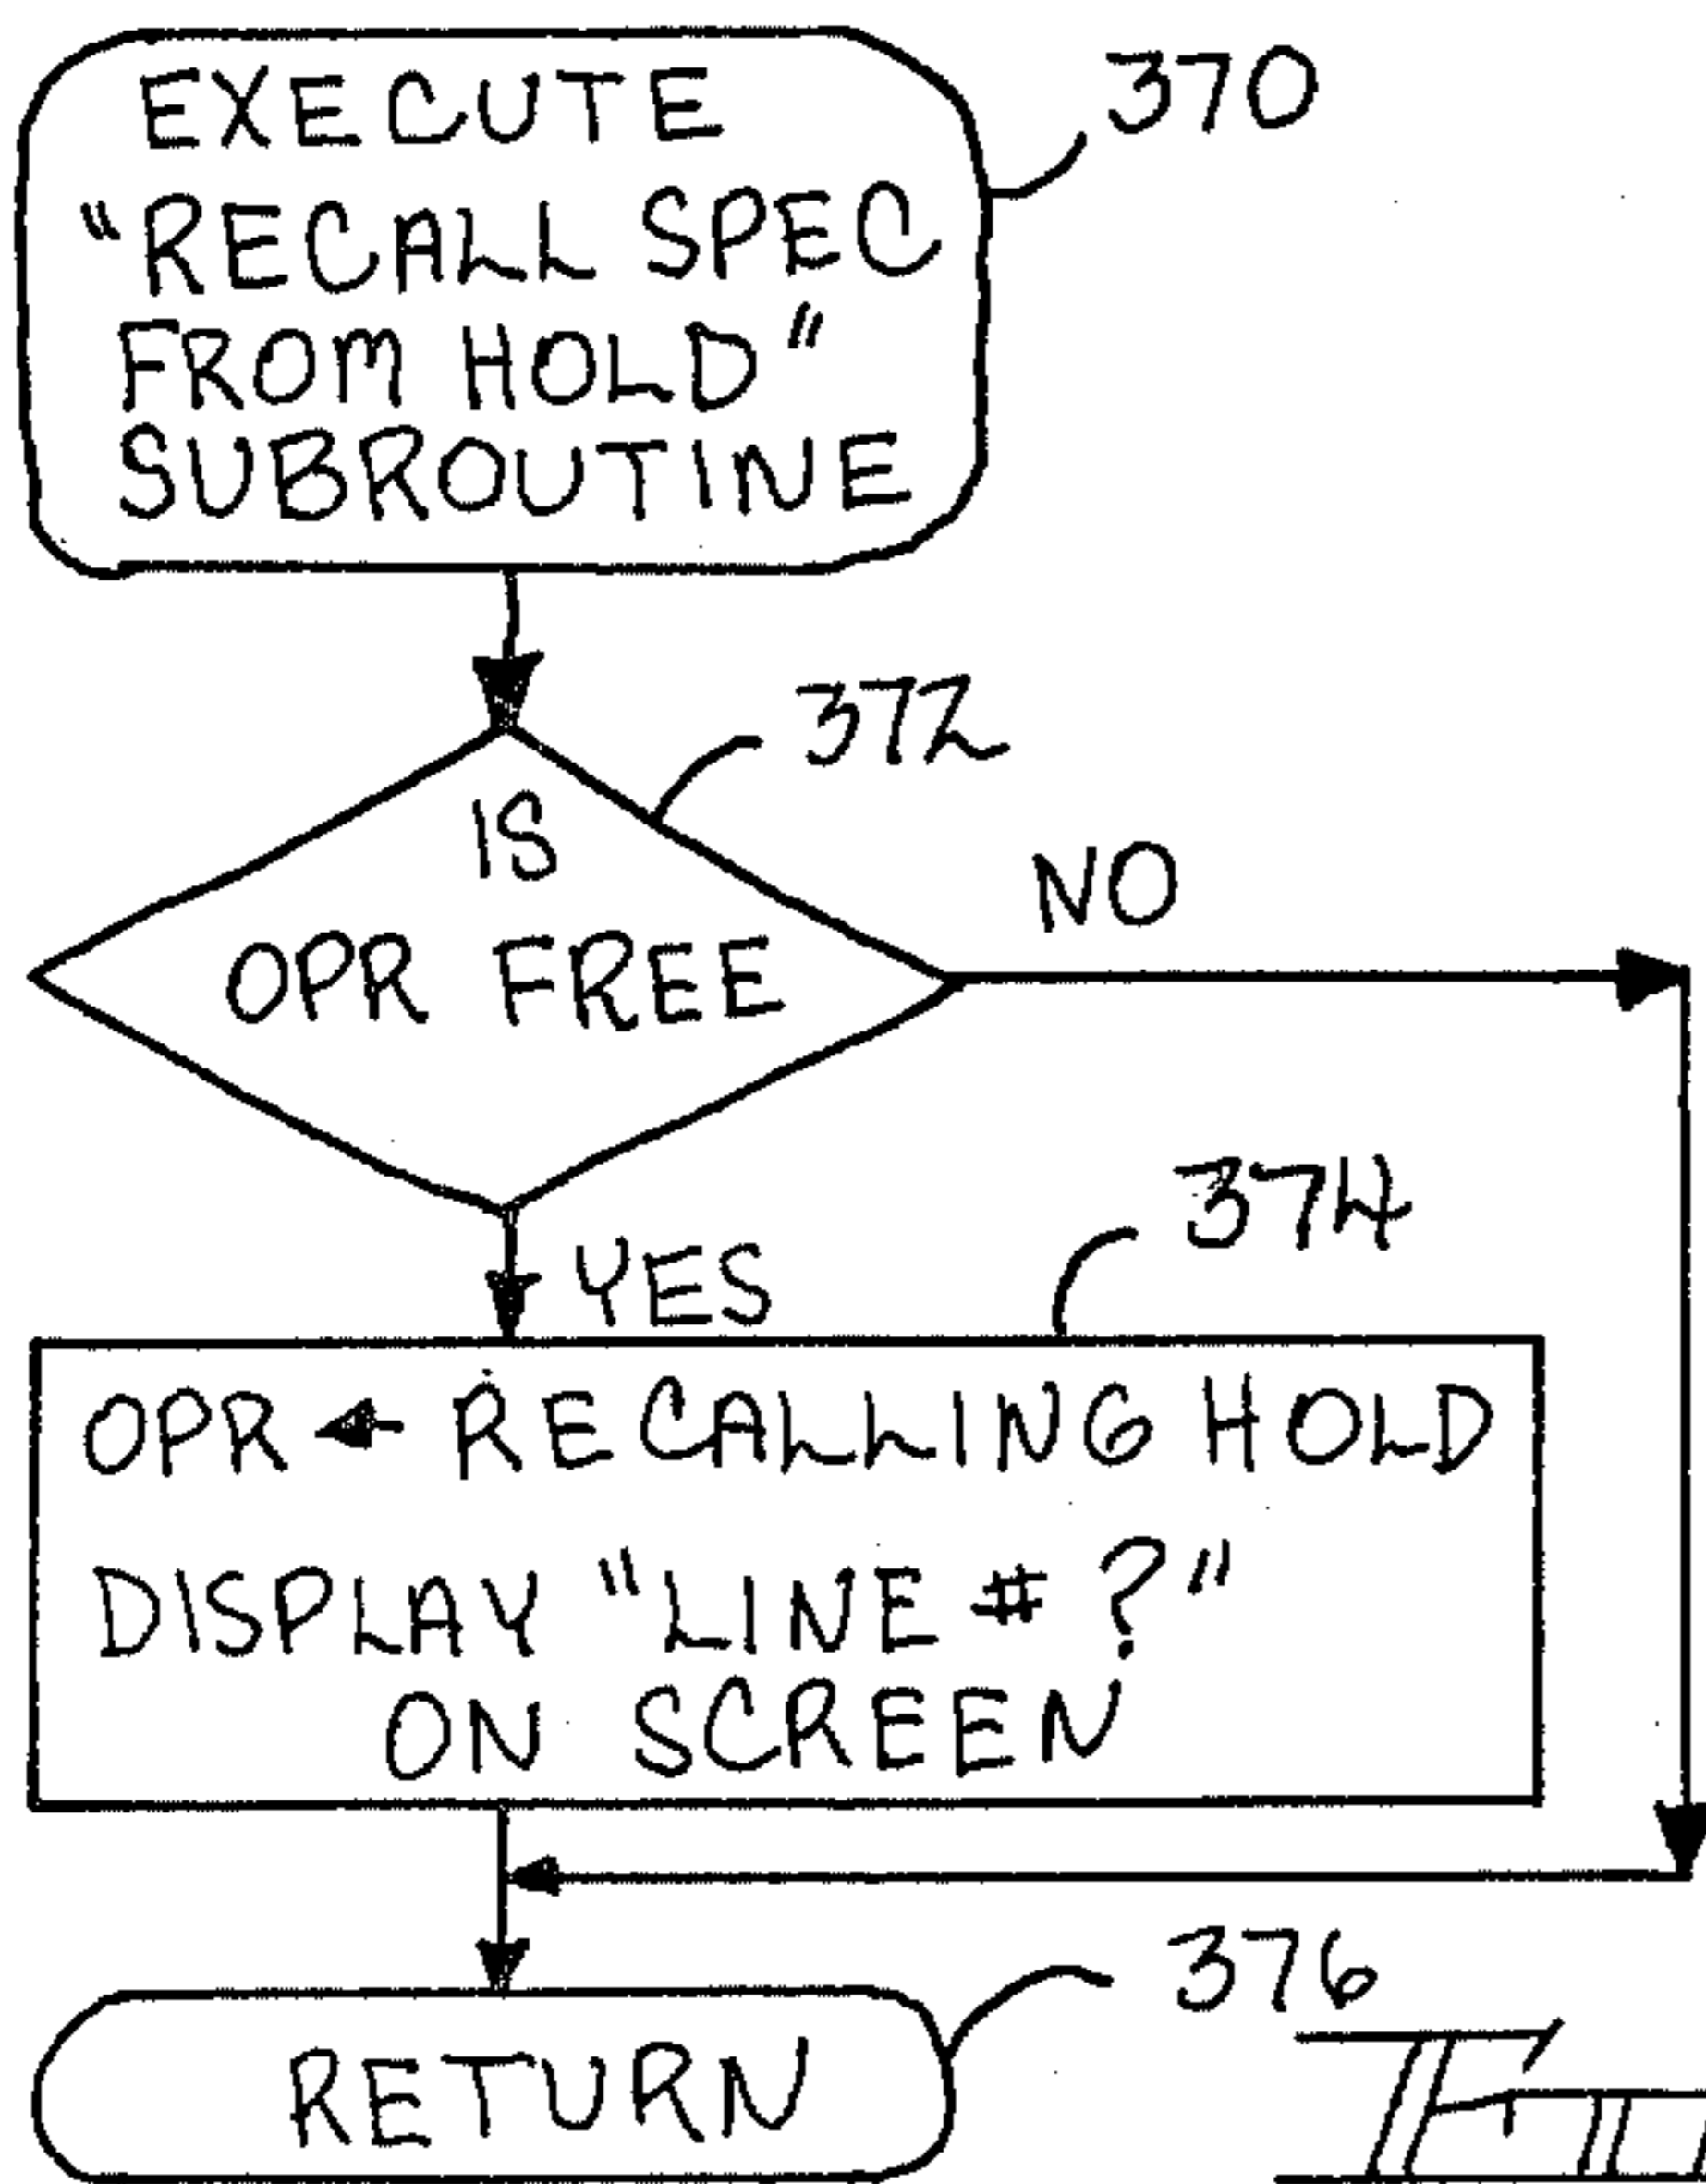 EXECUTE
"RECALL SPEC
FROM HOLD"
SUBROUTINE
370
372
IS
OPR FREE
NO
YES
374
OPR ← RECALLING HOLD
DISPLAY "LINE # ?"
ON SCREEN
376
RETURN